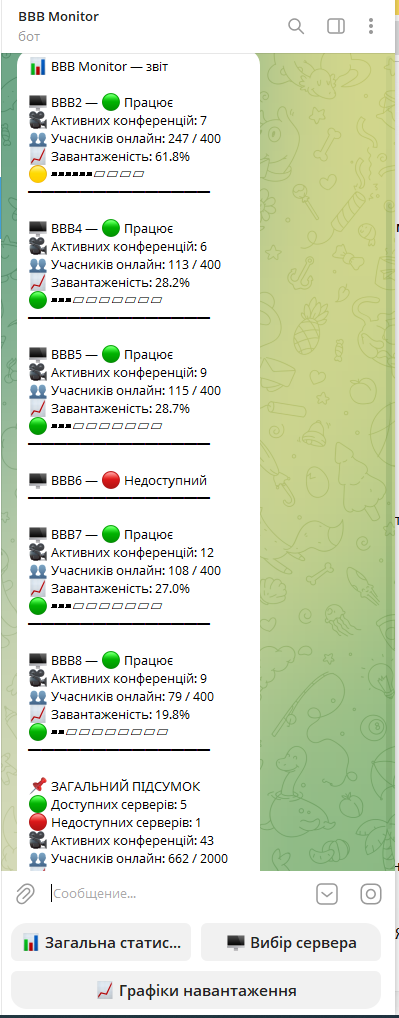 BBB Monitor
бот
BBB Monitor — звіт
BBB2 — Працює
Активних конференцій: 7
Учасників онлайн: 247 / 400
Завантаженість: 61.8%
BBB4 — Працює
Активних конференцій: 6
Учасників онлайн: 113 / 400
Завантаженість: 28.2%
BBB5 — Працює
Активних конференцій: 9
Учасників онлайн: 115 / 400
Завантаженість: 28.7%
BBB6 — Недоступний
BBB7 — Працює
Активних конференцій: 12
Учасників онлайн: 108 / 400
Завантаженість: 27.0%
BBB8 — Працює
Активних конференцій: 9
Учасників онлайн: 79 / 400
Завантаженість: 19.8%
ЗАГАЛЬНИЙ ПІДСУМОК
Доступних серверів: 5
Недоступних серверів: 1
Активних конференцій: 43
Учасників онлайн: 662 / 2000
Сообщение...
Загальна статис...
Вибір сервера
Графіки навантаження